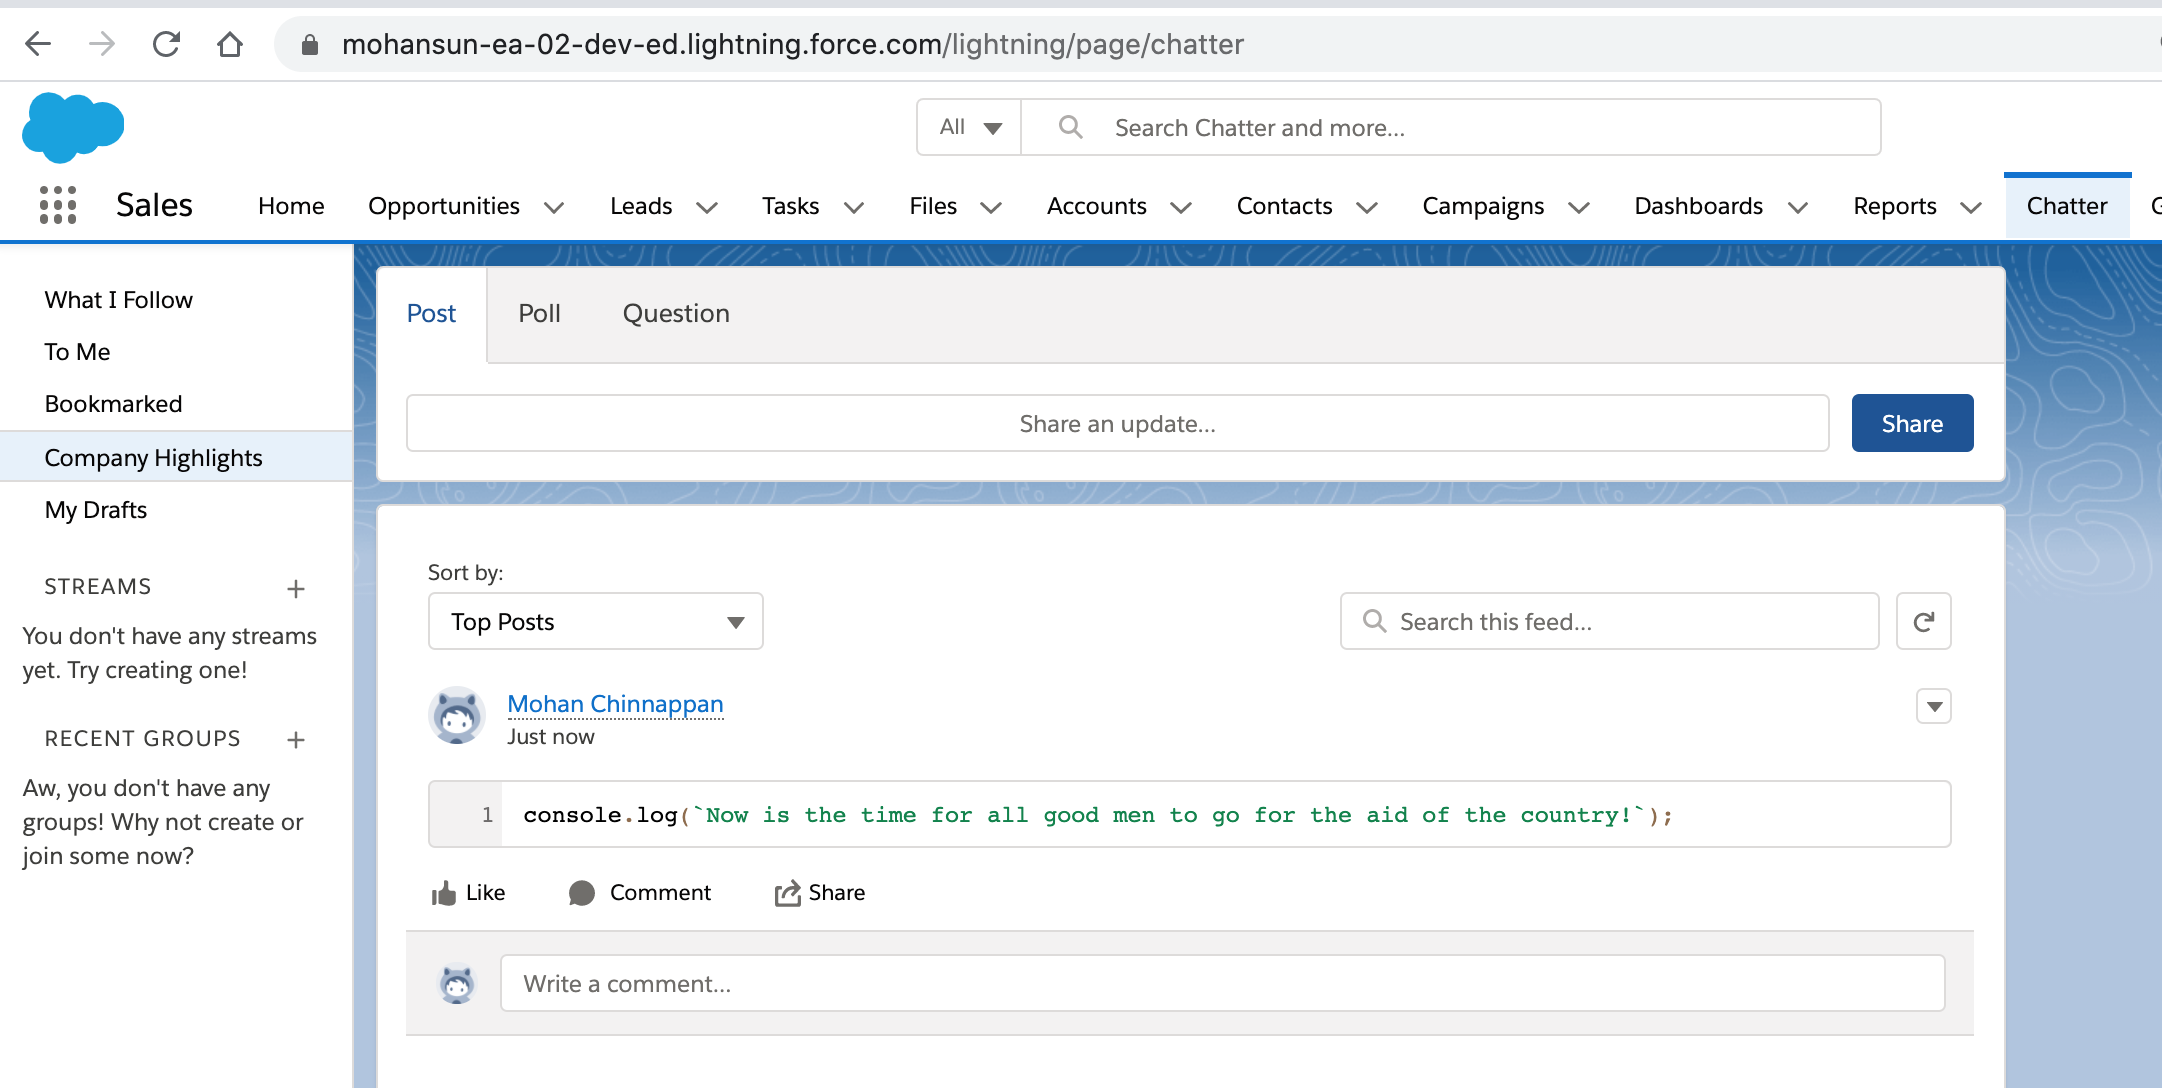 mohansun-ea-02-dev-ed.lightning.force.com/lightning/page/chatter
All Search Chatter and more...
Sales Home Opportunities Leads Tasks Files Accounts Contacts Campaigns Dashboards Reports Chatter
What I Follow
To Me
Bookmarked
Company Highlights
My Drafts
STREAMS
You don't have any streams
yet. Try creating one!
RECENT GROUPS
Aw, you don't have any
groups! Why not create or
join some now?
Post Poll Question
Share an update... Share
Sort by:
Top Posts Search this feed...
Mohan Chinnappan
Just now
1 console.log(`Now is the time for all good men to go for the aid of the country!`);
Like Comment Share
Write a comment...